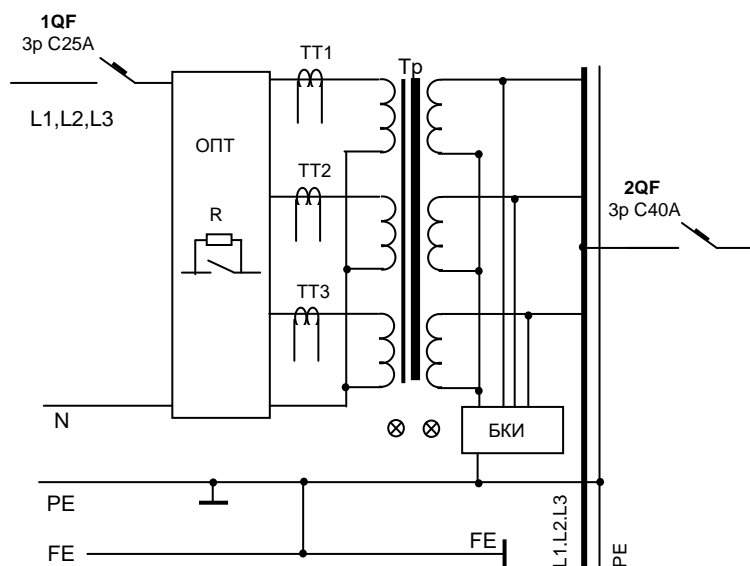 1QF
3р С25А
L1,L2,L3
ОПТ
R
ТТ1
ТТ2
ТТ3
Тр
2QF
3р С40А
N
БКИ
PE
FE
FE
L1.L2.L3
PE